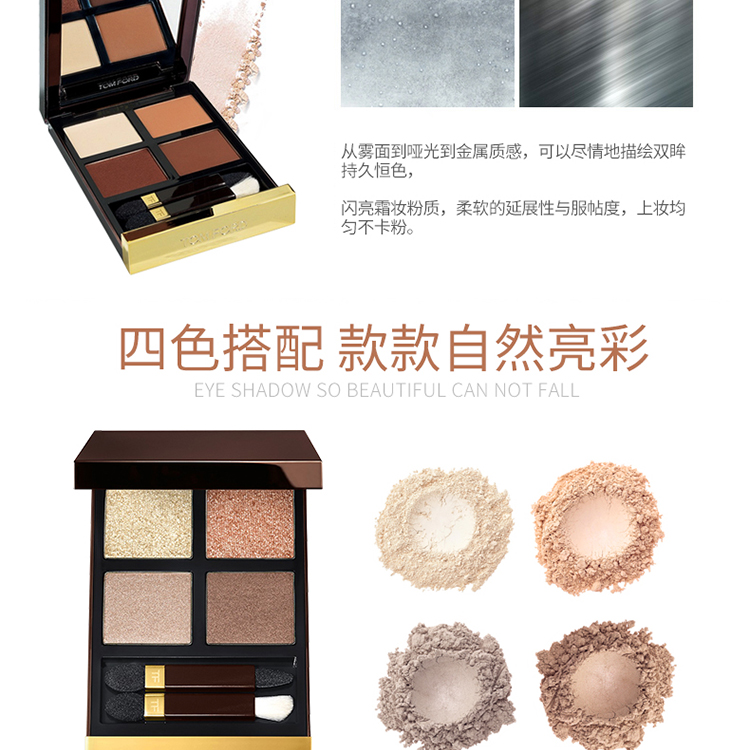 TOM FORD
从雾面到哑光到金属质感，可以尽情地描绘双眸
持久恒色，
闪亮霜妆粉质，柔软的延展性与服帖度，上妆均
匀不卡粉。
四色搭配 款款自然亮彩
EYE SHADOW SO BEAUTIFUL CAN NOT FALL
TF
TF